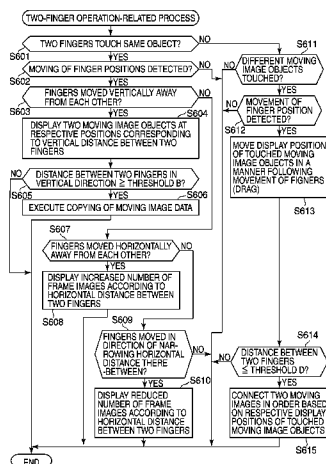 TWO-FINGER OPERATION-RELATED PROCESS
TWO FINGERS TOUCH SAME OBJECT?
NO
S611
S601
YES
MOVING OF FINGER POSITIONS DETECTED?
NO
DIFFERENT MOVING
IMAGE OBJECTS
TOUCHED?
NO
S602
YES
FINGERS MOVED VERTICALLY AWAY
FROM EACH OTHER?
NO
YES
S603
YES
S604
NO
MOVEMENT OF
FINGER POSITION
DETECTED?
DISPLAY TWO MOVING IMAGE OBJECTS AT
RESPECTIVE POSITIONS CORRESPONDING
TO VERTICAL DISTANCE BETWEEN TWO
FINGERS
S612
YES
MOVE DISPLAY POSITION
OF TOUCHED MOVING
IMAGE OBJECTS IN A
MANNER FOLLOWING
MOVEMENT OF FIGNERS
(DRAG)
S613
NO
DISTANCE BETWEEN TWO FINGERS IN
VERTICAL DIRECTION ≧ THRESHOLD B?
S605
YES
S606
EXECUTE COPYING OF MOVING IMAGE DATA
S607
FINGERS MOVED HORIZONTALLY
AWAY FROM EACH OTHER?
NO
YES
DISPLAY INCREASED NUMBER OF
FRAME IMAGES ACCORDING TO
HORIZONTAL DISTANCE BETWEEN
TWO FINGERS
S608
S609
FINGERS MOVED IN
DIRECTION OF NAR-
ROWING HORIZONTAL
DISTANCE THERE
-BETWEEN?
NO
NO
S614
DISTANCE BETWEEN
TWO FINGERS
≦ THRESHOLD D?
YES
S610
YES
DISPLAY REDUCED
NUMBER OF FRAME
IMAGES ACCORDING TO
HORIZONTAL DISTANCE
BETWEEN TWO FINGERS
CONNECT TWO MOVING
IMAGES IN ORDER BASED
ON RESPECTIVE DISPLAY
POSITIONS OF TOUCHED
MOVING IMAGE OBJECTS
S615
END